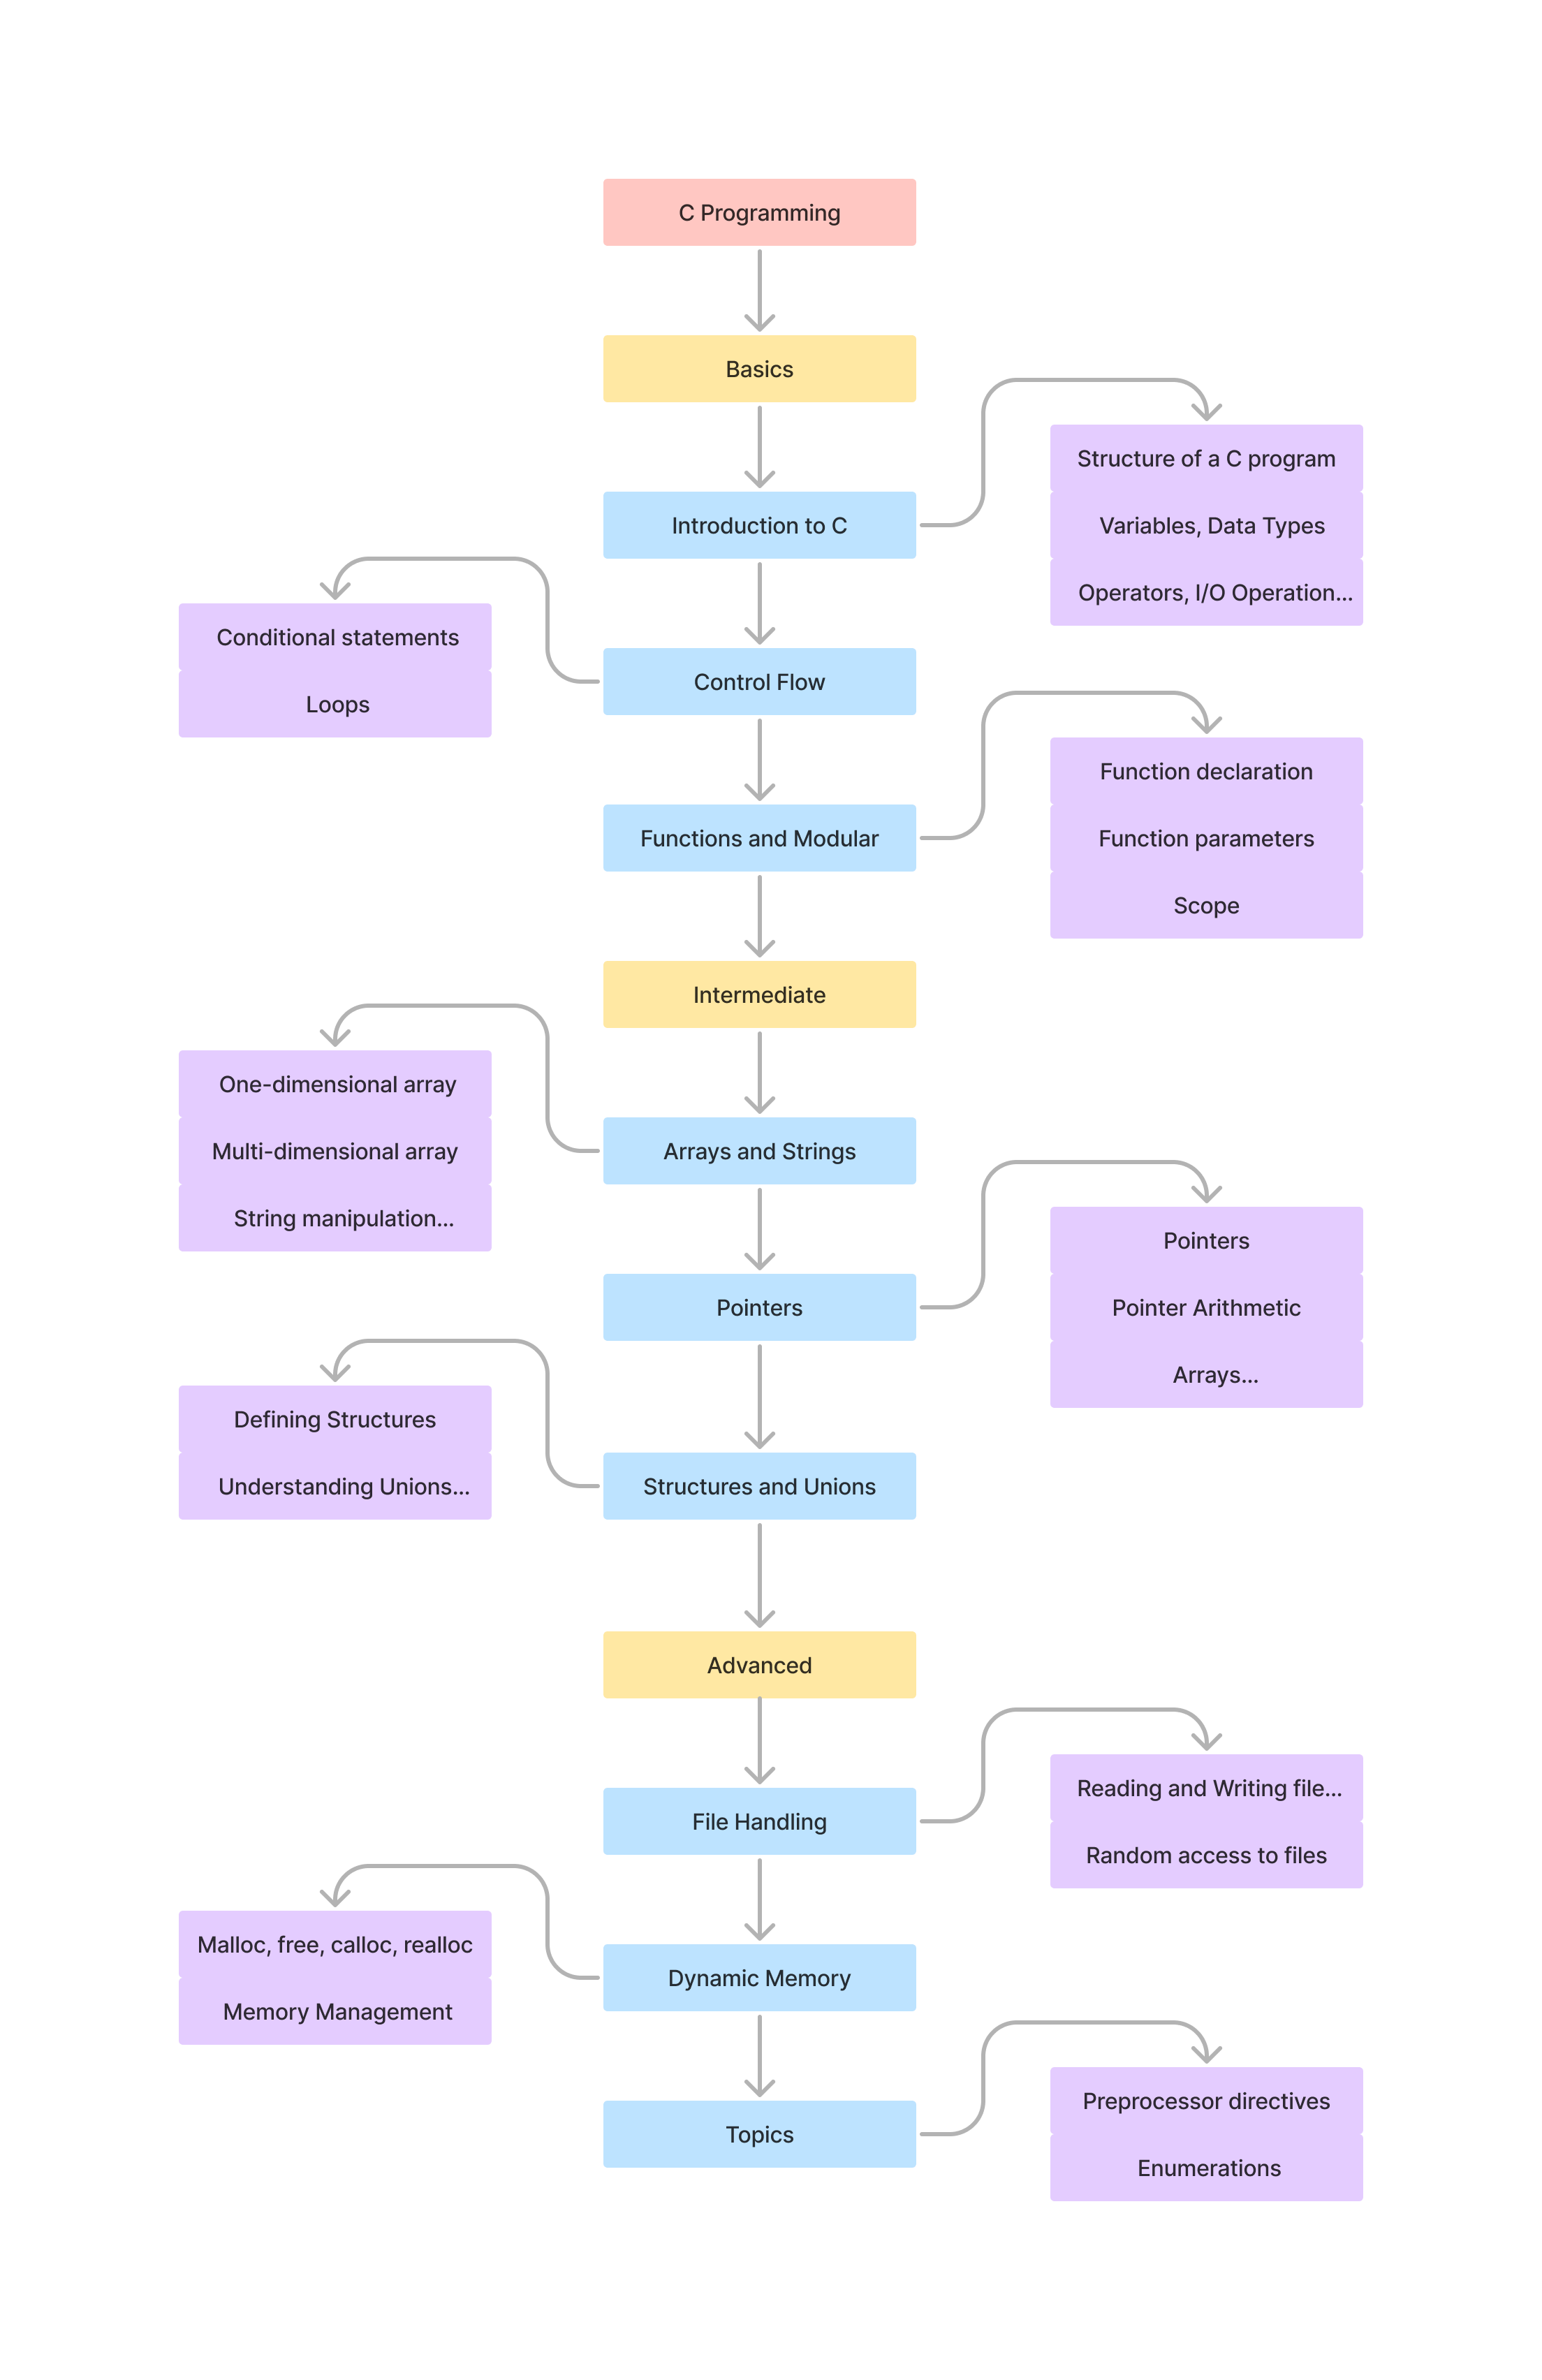 C Programming
Basics
Introduction to C
Structure of a C program
Variables, Data Types
Operators, I/O Operation...
Control Flow
Conditional statements
Loops
Functions and Modular
Function declaration
Function parameters
Scope
Intermediate
Arrays and Strings
One-dimensional array
Multi-dimensional array
String manipulation...
Pointers
Pointers
Pointer Arithmetic
Arrays...
Structures and Unions
Defining Structures
Understanding Unions...
Advanced
File Handling
Reading and Writing file...
Random access to files
Dynamic Memory
Malloc, free, calloc, realloc
Memory Management
Topics
Preprocessor directives
Enumerations